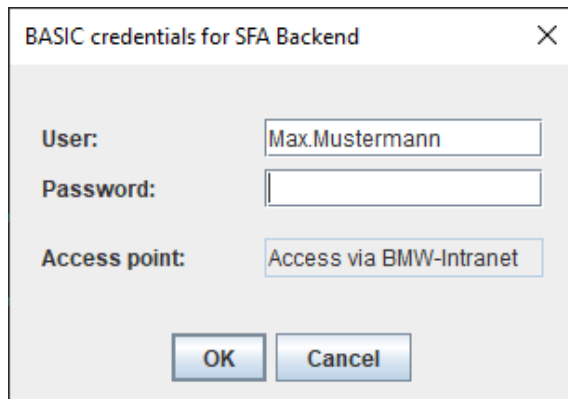 BASIC credentials for SFA Backend
User: Max.Mustermann
Password:
Access point: Access via BMW-Intranet
OK Cancel